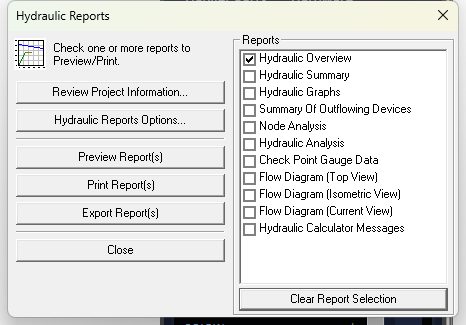 Hydraulic Reports
Check one or more reports to
Preview/Print.
Review Project Information...
Hydraulic Reports Options...
Preview Report(s)
Print Report(s)
Export Report(s)
Close
Reports
Hydraulic Overview
Hydraulic Summary
Hydraulic Graphs
Summary Of Outflowing Devices
Node Analysis
Hydraulic Analysis
Check Point Gauge Data
Flow Diagram (Top View)
Flow Diagram (Isometric View)
Flow Diagram (Current View)
Hydraulic Calculator Messages
Clear Report Selection